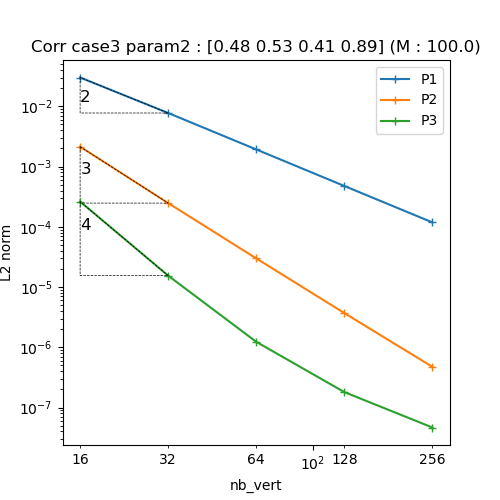 Corr case3 param2 : [0.48 0.53 0.41 0.89] (M : 100.0)
P1
P2
P3
2
3
4
10⁻²
10⁻³
10⁻⁴
10⁻⁵
10⁻⁶
10⁻⁷
L2 norm
16 32 64 10² 128 256
nb_vert